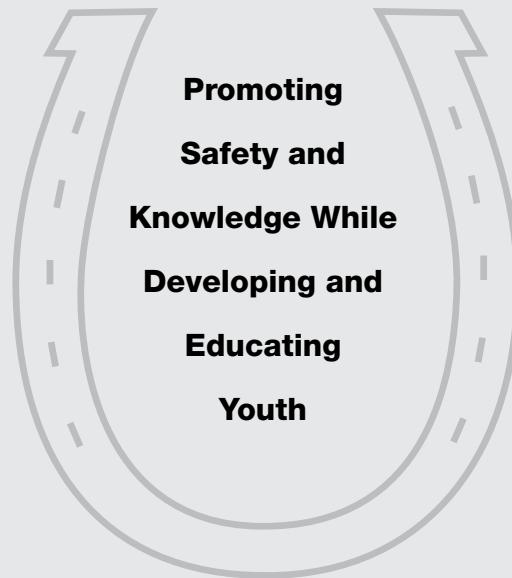 Promoting
Safety and
Knowledge While
Developing and
Educating
Youth